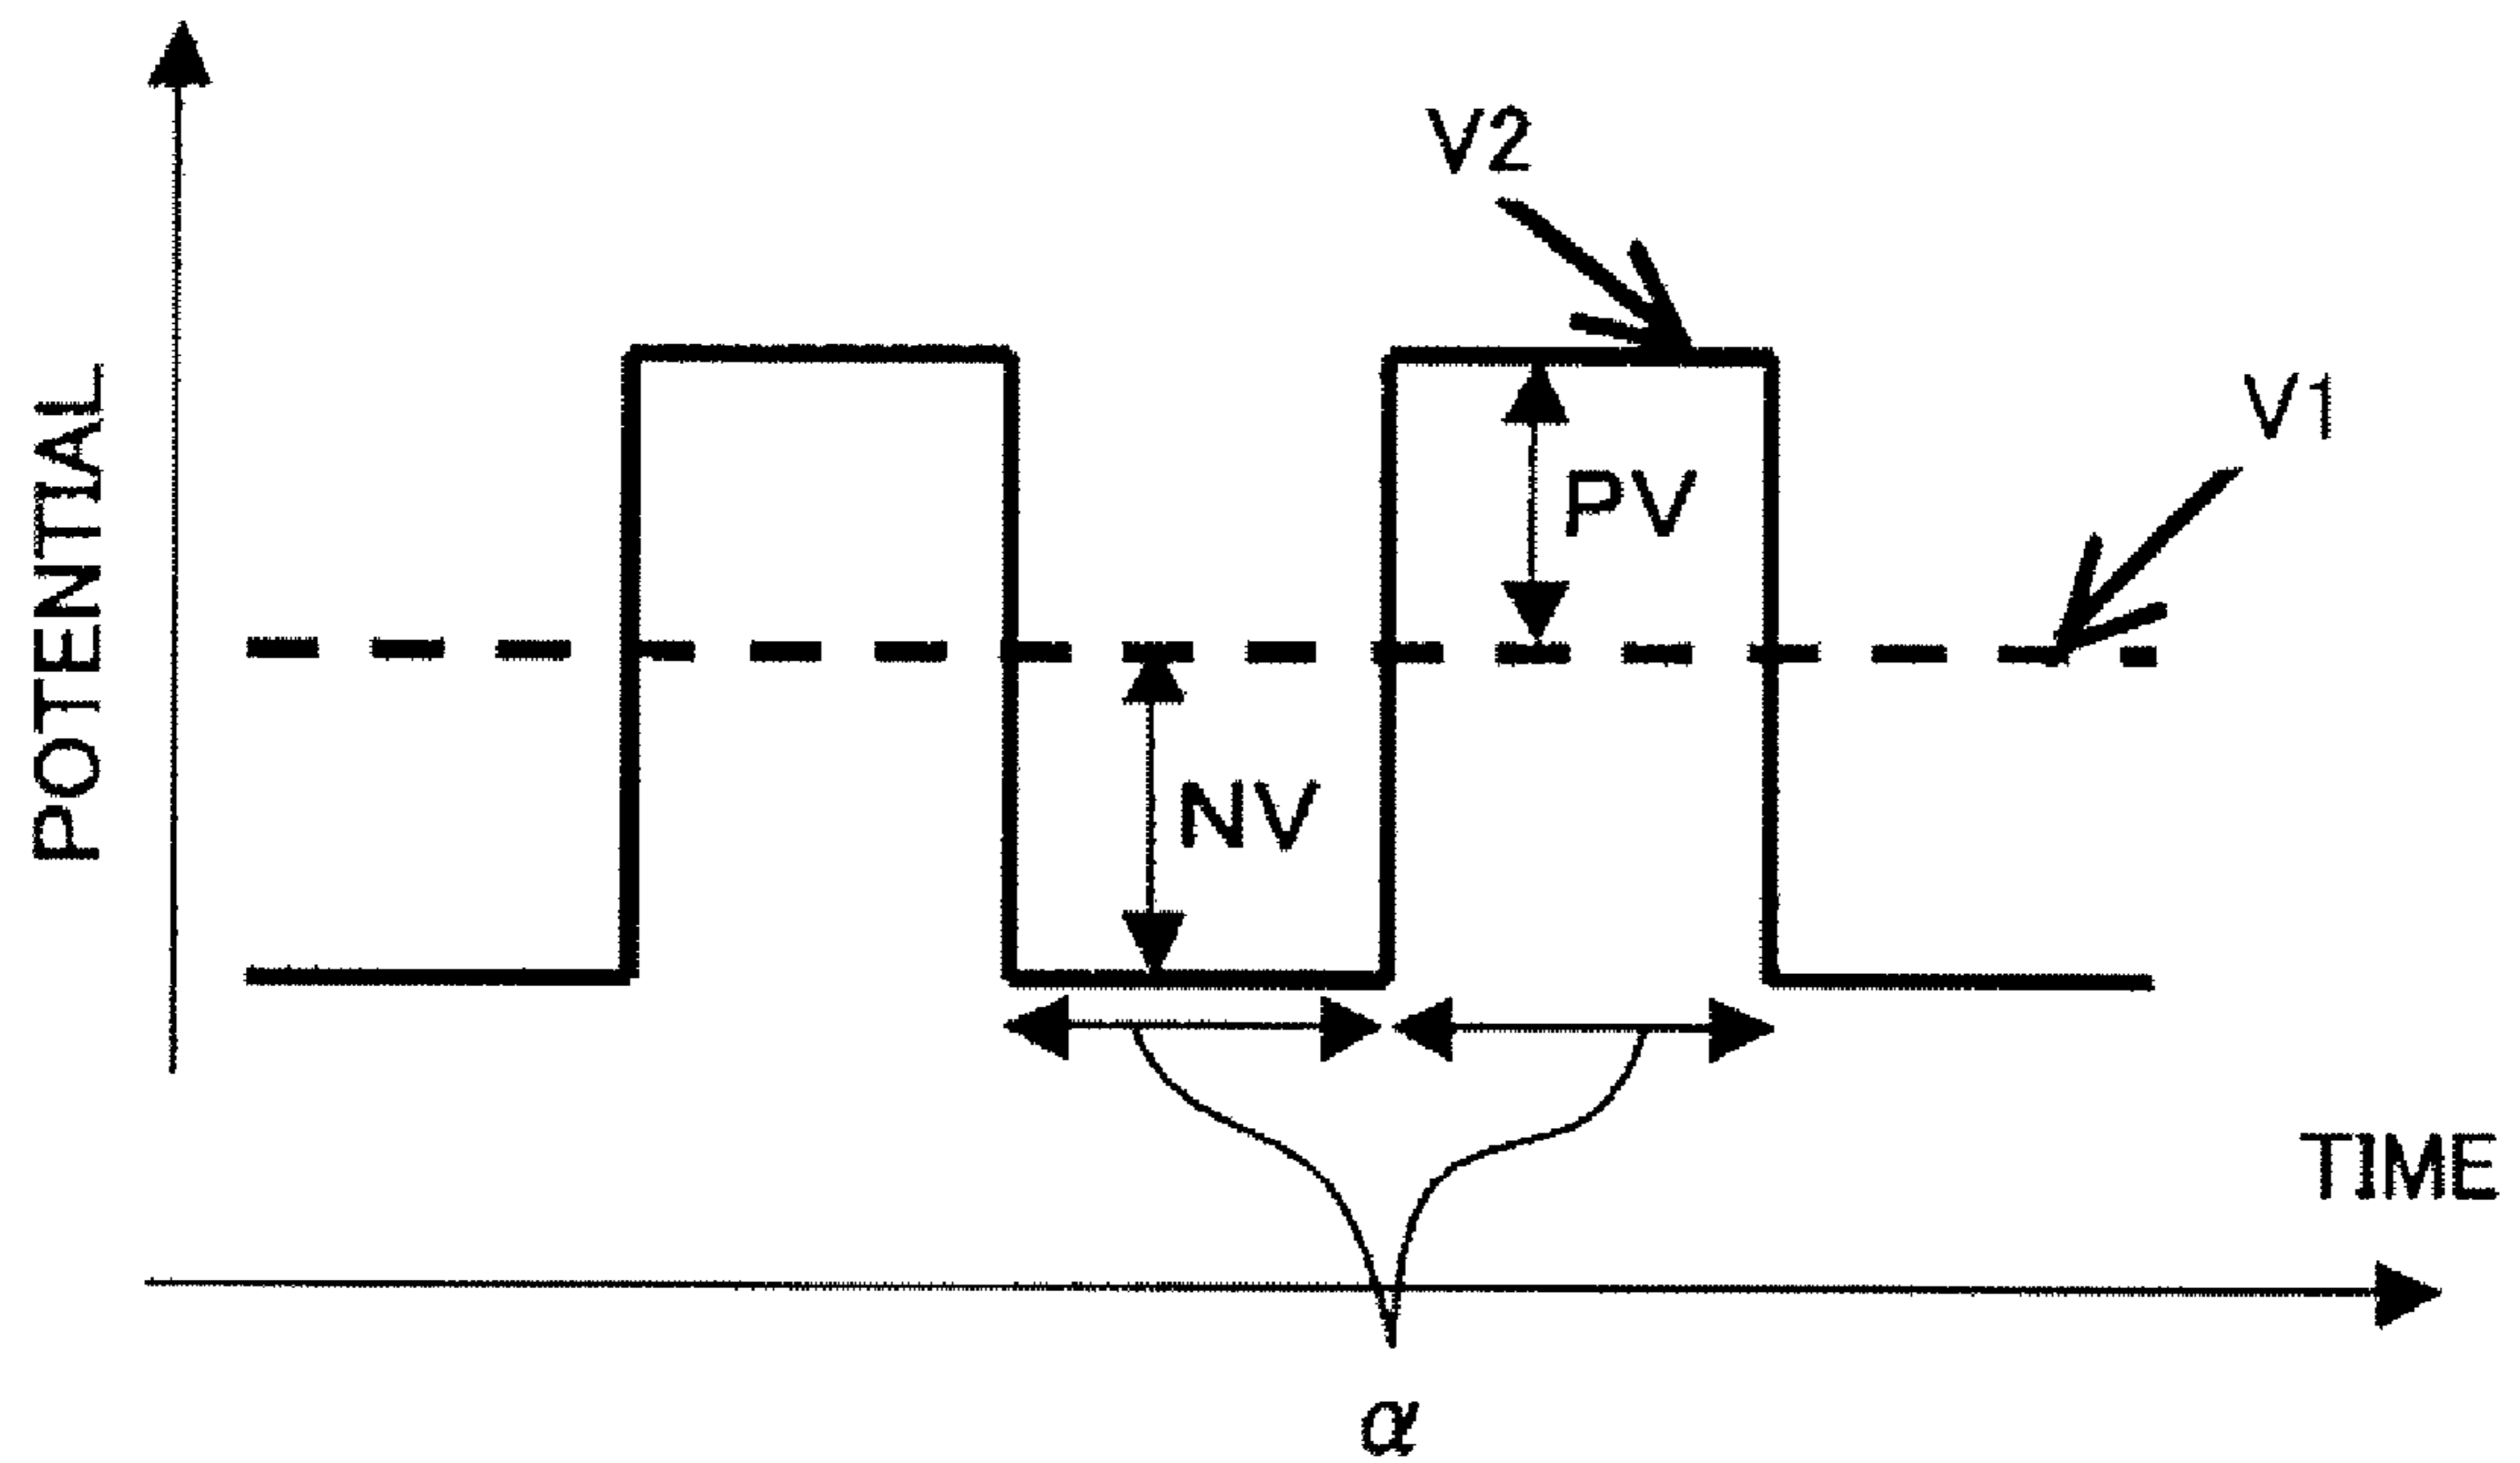 V2
V1
PV
POTENTIAL
NV
TIME
α